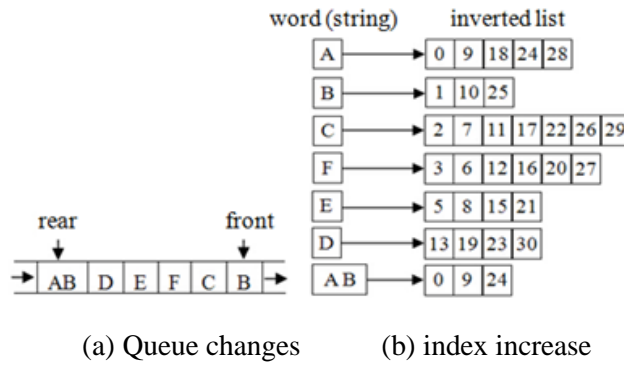 word (string) inverted list
A 0 9 18 24 28
B 1 10 25
C 2 7 11 17 22 26 29
F 3 6 12 16 20 27
E 5 8 15 21
D 13 19 23 30
A B 0 9 24
rear front
AB D E F C B
(a) Queue changes (b) index increase